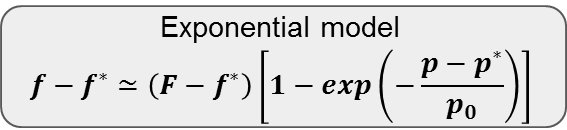 Exponential model
f − f* ≃ (F − f*) [1 − exp (− (p − p*)/p₀)]